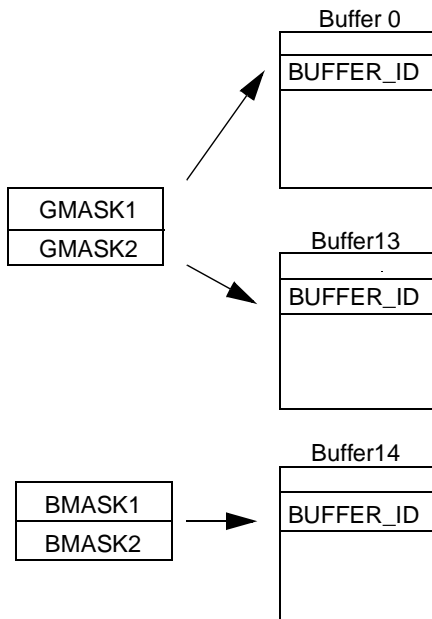 Buffer 0
BUFFER_ID
GMASK1
GMASK2
Buffer13
BUFFER_ID
Buffer14
BMASK1
BMASK2
BUFFER_ID